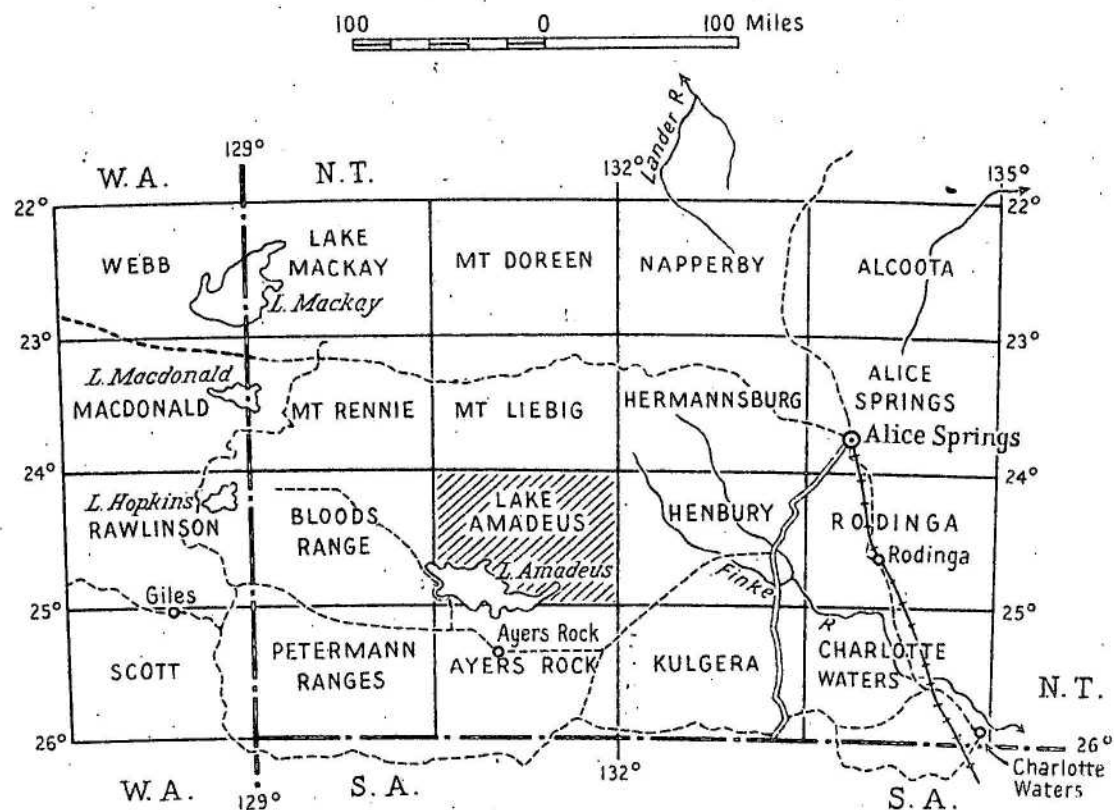 100 0 100 Miles
Lander R
129° 132° 135°
W. A. N.T.
22° 22°
WEBB
LAKE
MACKAY
L. Mackay
MT DOREEN
NAPPERBY
ALCOOTA
23° 23°
L. Macdonald
MACDONALD
MT RENNIE
MT LIEBIG
HERMANNSBURG
ALICE
SPRINGS
Alice Springs
24° 24°
L. Hopkins
RAWLINSON
BLOODS
RANGE
LAKE
AMADEUS
L. Amadeus
HENBURY
Finke
R
RODINGA
Rodinga
25° 25°
Giles
SCOTT
PETERMANN
RANGES
Ayers Rock
AYERS ROCK
KULGERA
CHARLOTTE
WATERS
N.T.
26° 26°
W. A. 129° S. A. 132° S. A.
Charlotte
Waters